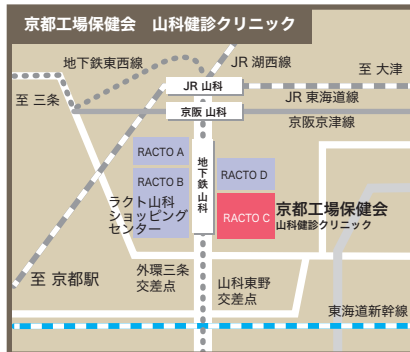 京都工場保健会　山科健診クリニック
地下鉄東西線
JR 湖西線
至 大津
JR 山科
JR 東海道線
至 三条
京阪 山科
京阪京津線
RACTO A
地下鉄山科
RACTO B
RACTO D
ラクト山科
ショッピング
センター
RACTO C
京都工場保健会
山科健診クリニック
至 京都駅
外環三条
交差点
山科東野
交差点
東海道新幹線